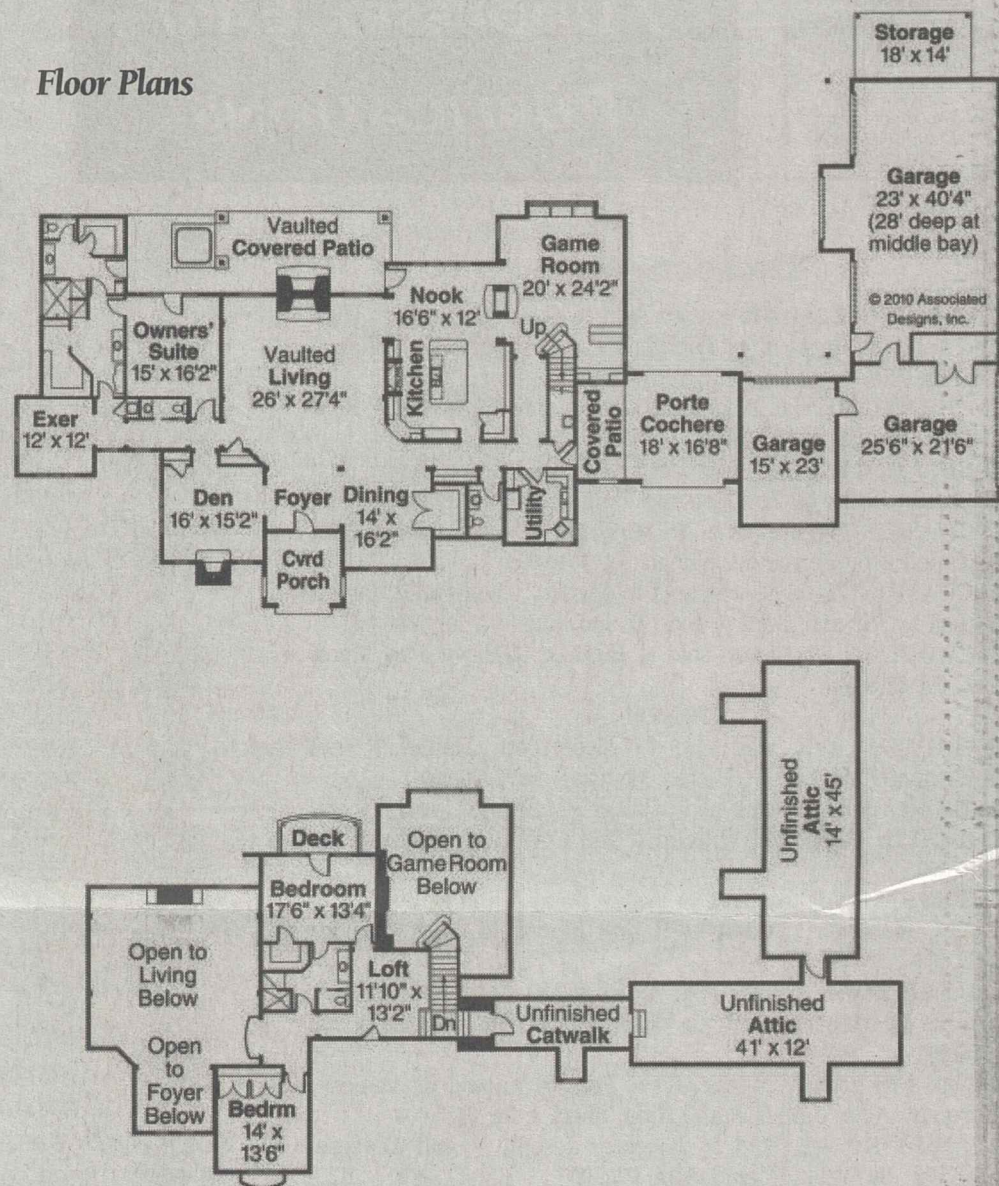 Floor Plans
Storage
18' x 14'
Garage
23' x 40'4"
(28' deep at
middle bay)
© 2010 Associated
Designs, Inc.
Vaulted
Covered Patio
Game
Room
20' x 24'2"
Nook
16'6" x 12'
Up
Owners'
Suite
15' x 16'2"
Vaulted
Living
26' x 27'4"
Kitchen
Exer
12' x 12'
Covered
Patio
Porte
Cochere
18' x 16'8"
Garage
15' x 23'
Garage
25'6" x 21'6"
Den
16' x 15'2"
Foyer
Dining
14' x
16'2"
Utility
Cvrd
Porch
Deck
Bedroom
17'6" x 13'4"
Open to
Game Room
Below
Unfinished
Attic
14' x 45'
Open to
Living
Below
Loft
11'10" x
13'2"
Dn
Unfinished
Catwalk
Unfinished
Attic
41' x 12'
Open
to
Foyer
Below
Bedrm
14' x
13'6"